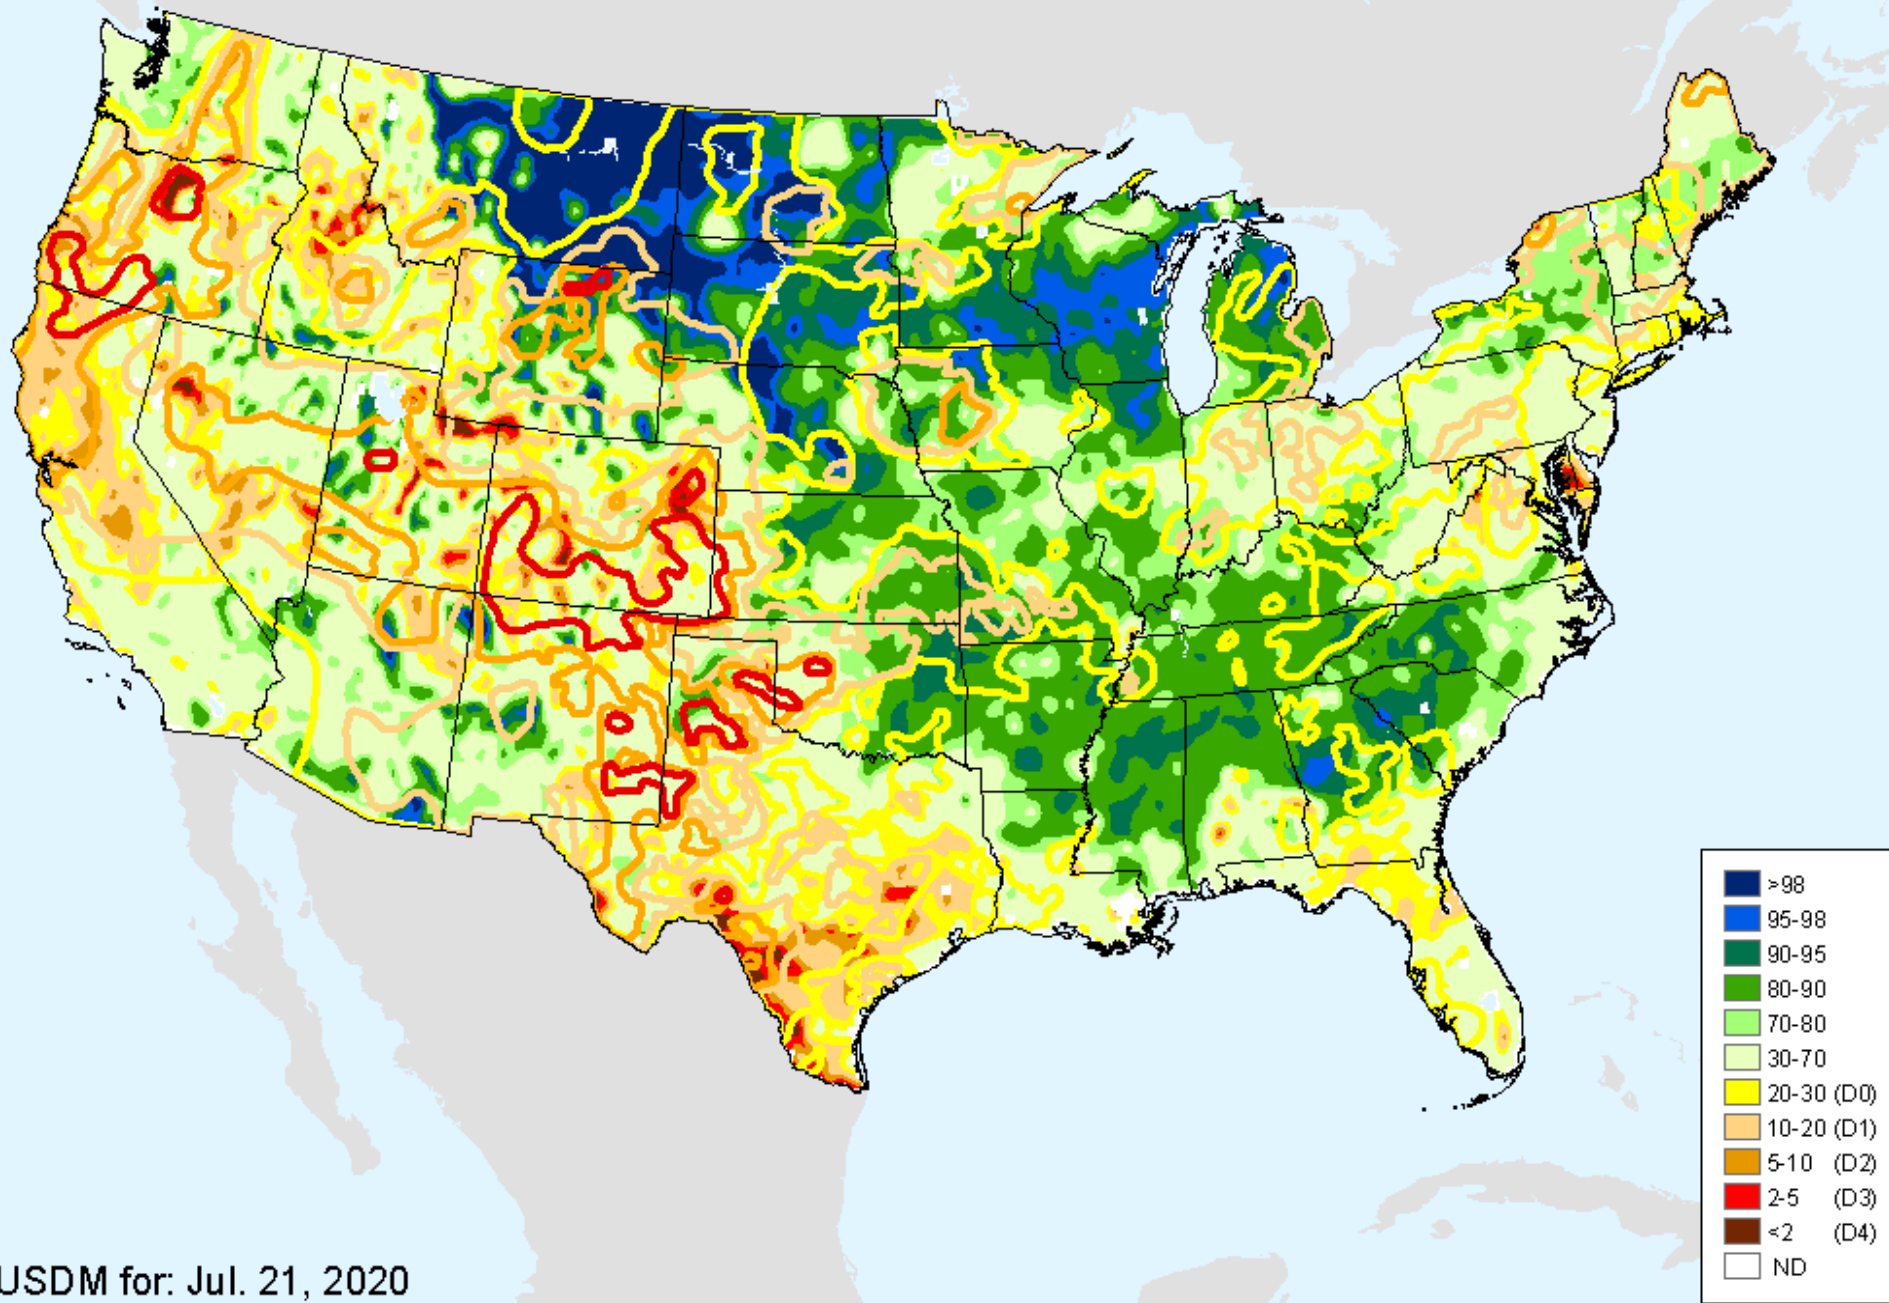 >98
95-98
90-95
80-90
70-80
30-70
20-30 (D0)
10-20 (D1)
5-10 (D2)
2-5 (D3)
<2 (D4)
ND
USDM for: Jul. 21, 2020